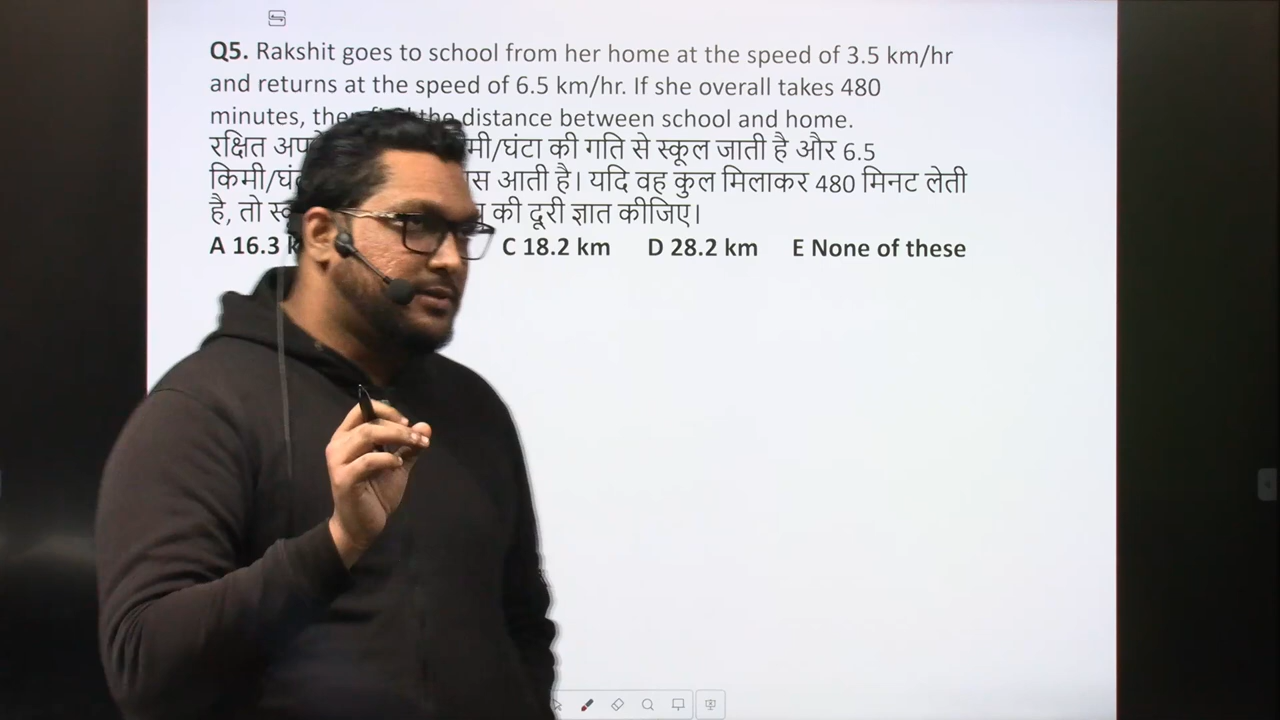 Q5. Rakshit goes to school from her home at the speed of 3.5 km/hr
and returns at the speed of 6.5 km/hr. If she overall takes 480
minutes, the distance between school and home.
रक्षित किमी/घंटा की गति से स्कूल जाती है और 6.5
आती है। यदि वह कुल मिलाकर 480 मिनट लेती
है, तो की दूरी ज्ञात कीजिए।
A 16.3 C 18.2 km D 28.2 km E None of these